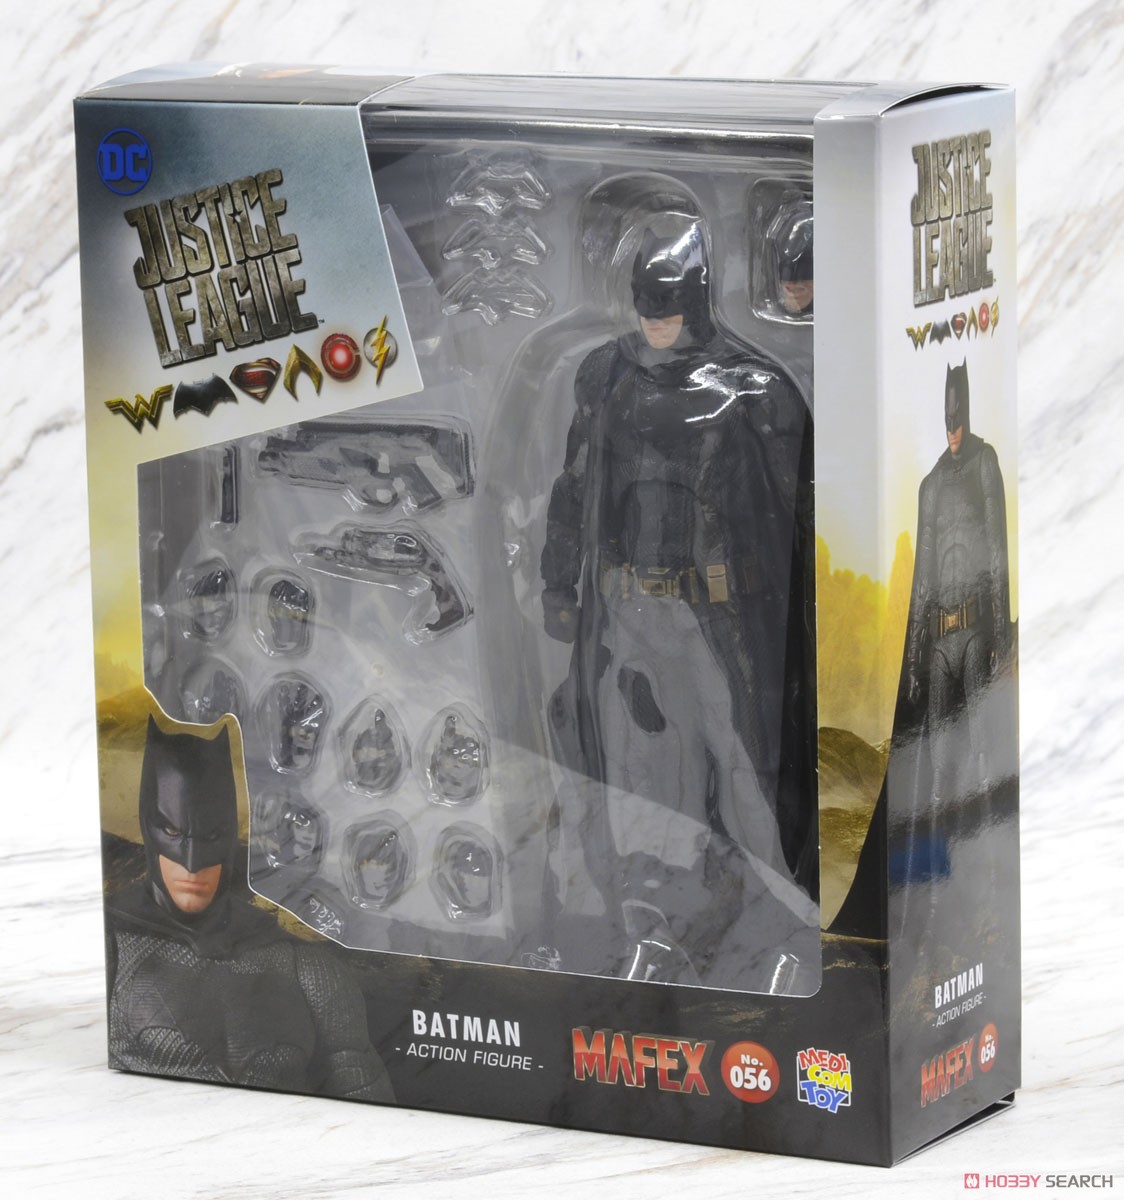 DC
JUSTICE
LEAGUE™
BATMAN
- ACTION FIGURE -
MAFEX
No.
056
MEDI
COM
TOY
JUSTICE
LEAGUE
BATMAN
- ACTION FIGURE -
MAFEX
No.
056
HOBBY SEARCH